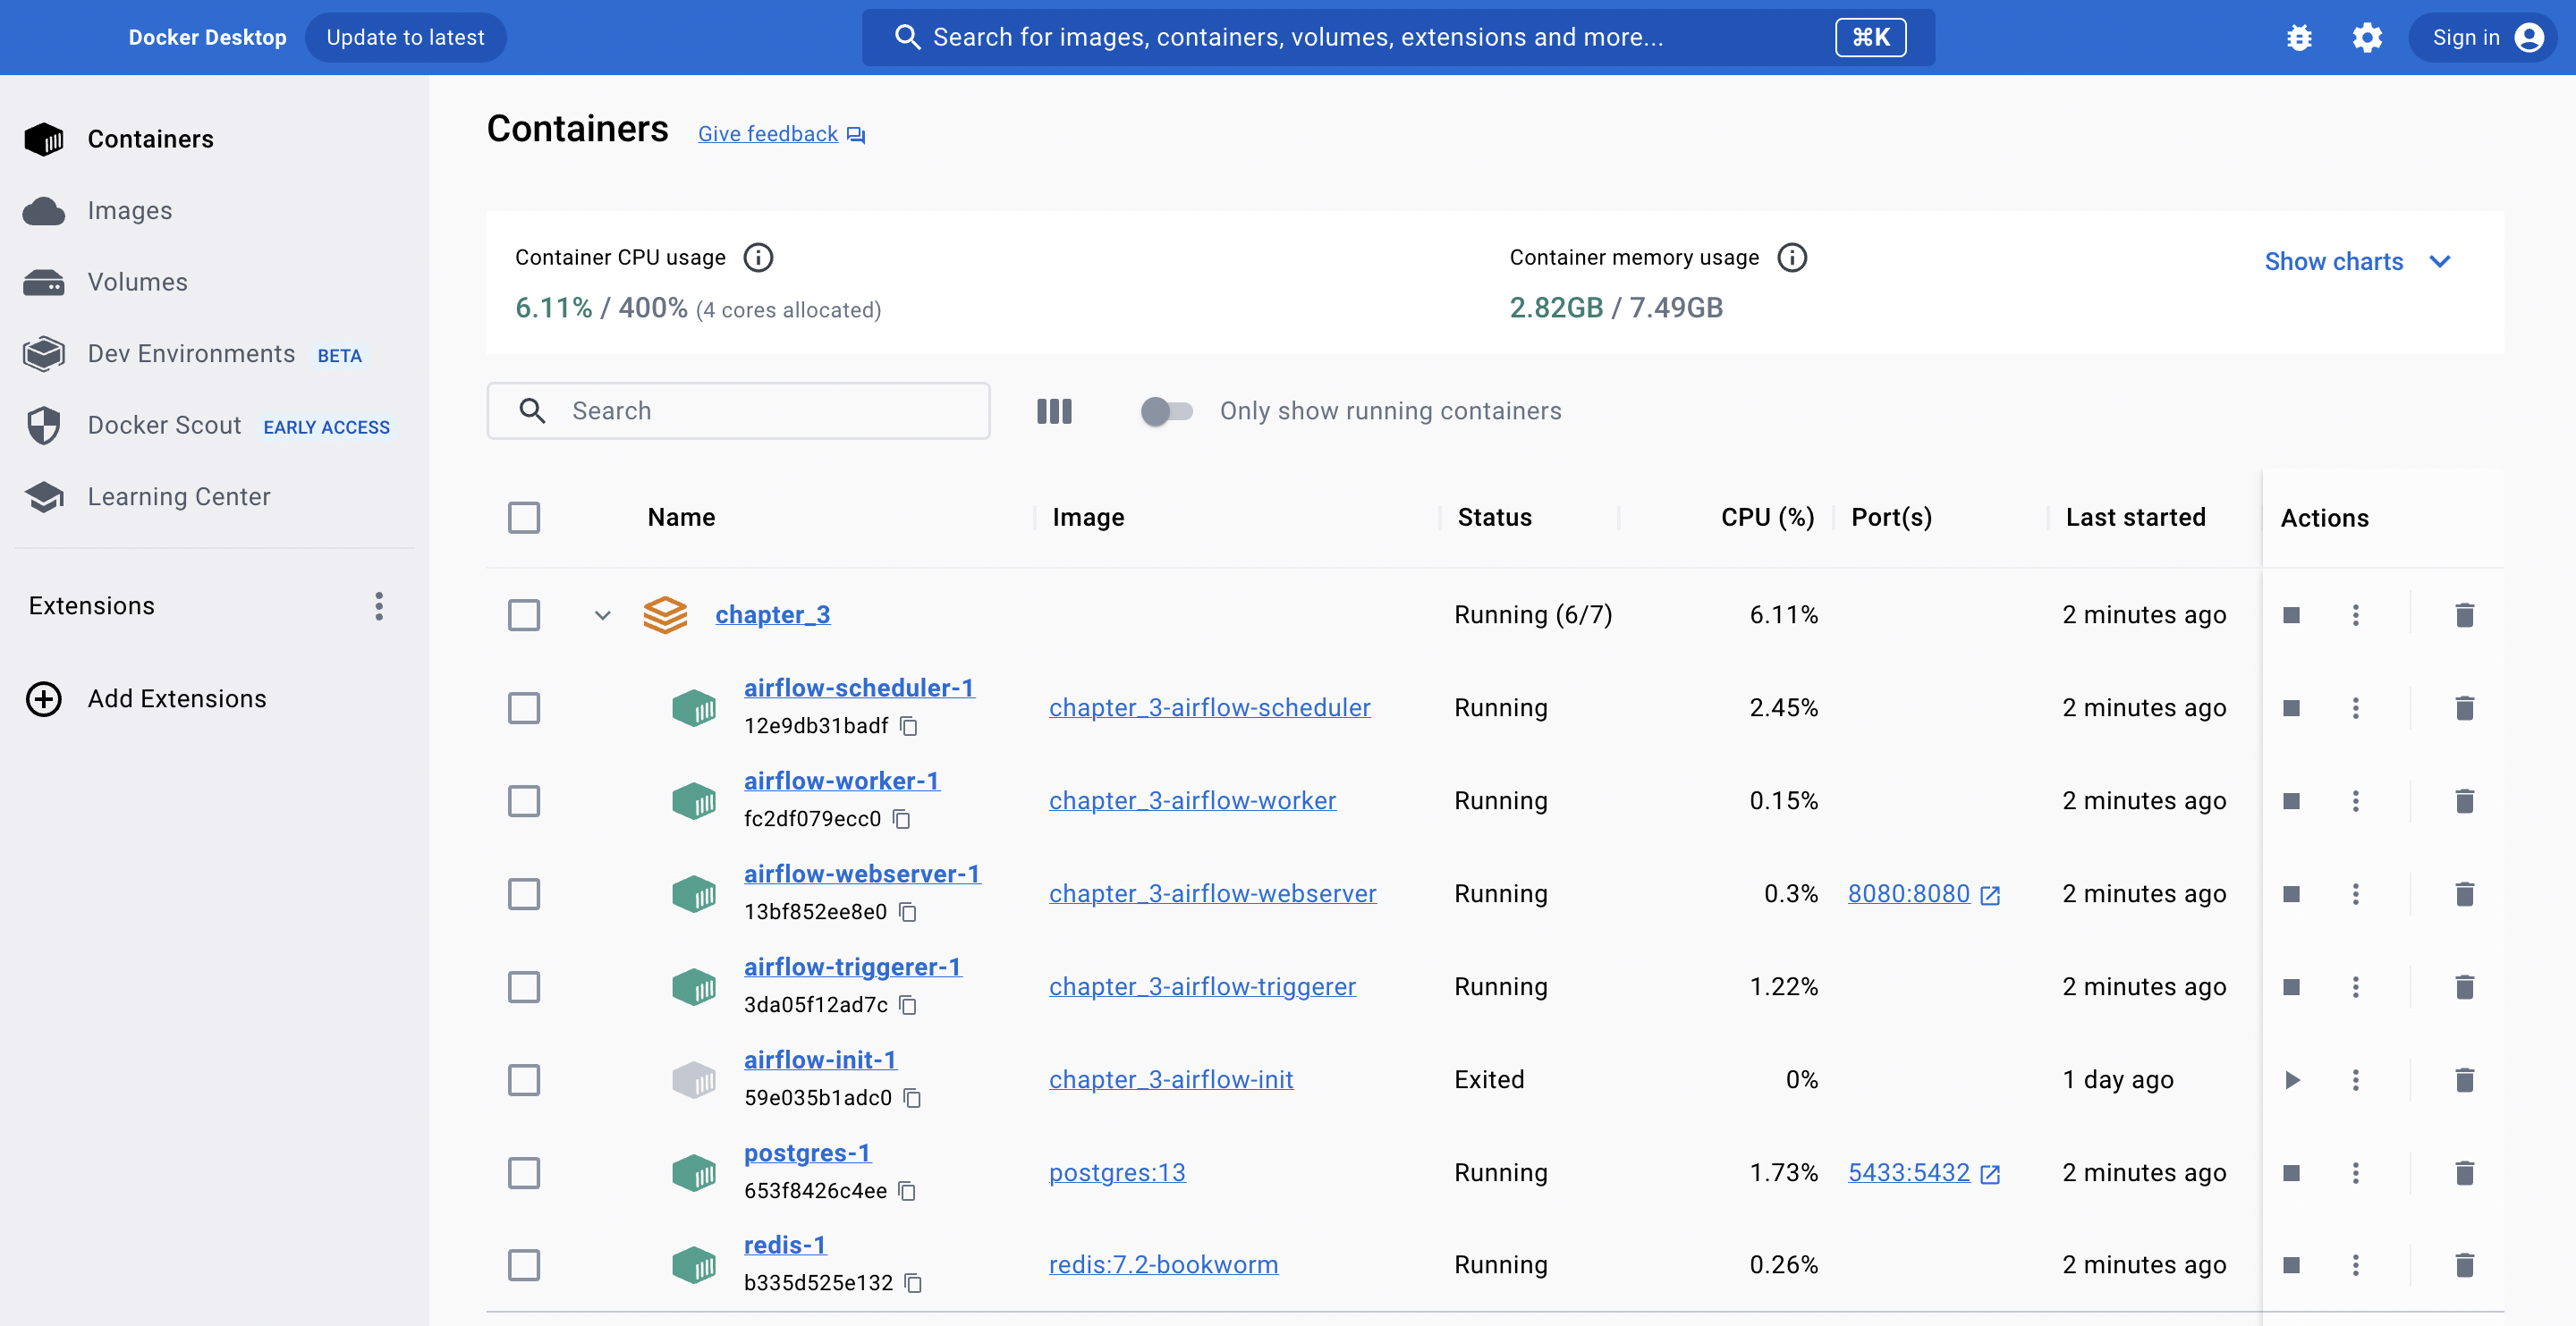 Docker Desktop Update to latest Search for images, containers, volumes, extensions and more... ⌘K Sign in
Containers
Images
Volumes
Dev Environments BETA
Docker Scout EARLY ACCESS
Learning Center
Extensions
Add Extensions
Containers Give feedback
Container CPU usage
6.11% / 400% (4 cores allocated)
Container memory usage
2.82GB / 7.49GB
Show charts
Search Only show running containers
Name Image Status CPU (%) Port(s) Last started Actions
chapter_3 Running (6/7) 6.11% 2 minutes ago
airflow-scheduler-1
12e9db31badf chapter_3-airflow-scheduler Running 2.45% 2 minutes ago
airflow-worker-1
fc2df079ecc0 chapter_3-airflow-worker Running 0.15% 2 minutes ago
airflow-webserver-1
13bf852ee8e0 chapter_3-airflow-webserver Running 0.3% 8080:8080 2 minutes ago
airflow-triggerer-1
3da05f12ad7c chapter_3-airflow-triggerer Running 1.22% 2 minutes ago
airflow-init-1
59e035b1adc0 chapter_3-airflow-init Exited 0% 1 day ago
postgres-1
653f8426c4ee postgres:13 Running 1.73% 5433:5432 2 minutes ago
redis-1
b335d525e132 redis:7.2-bookworm Running 0.26% 2 minutes ago